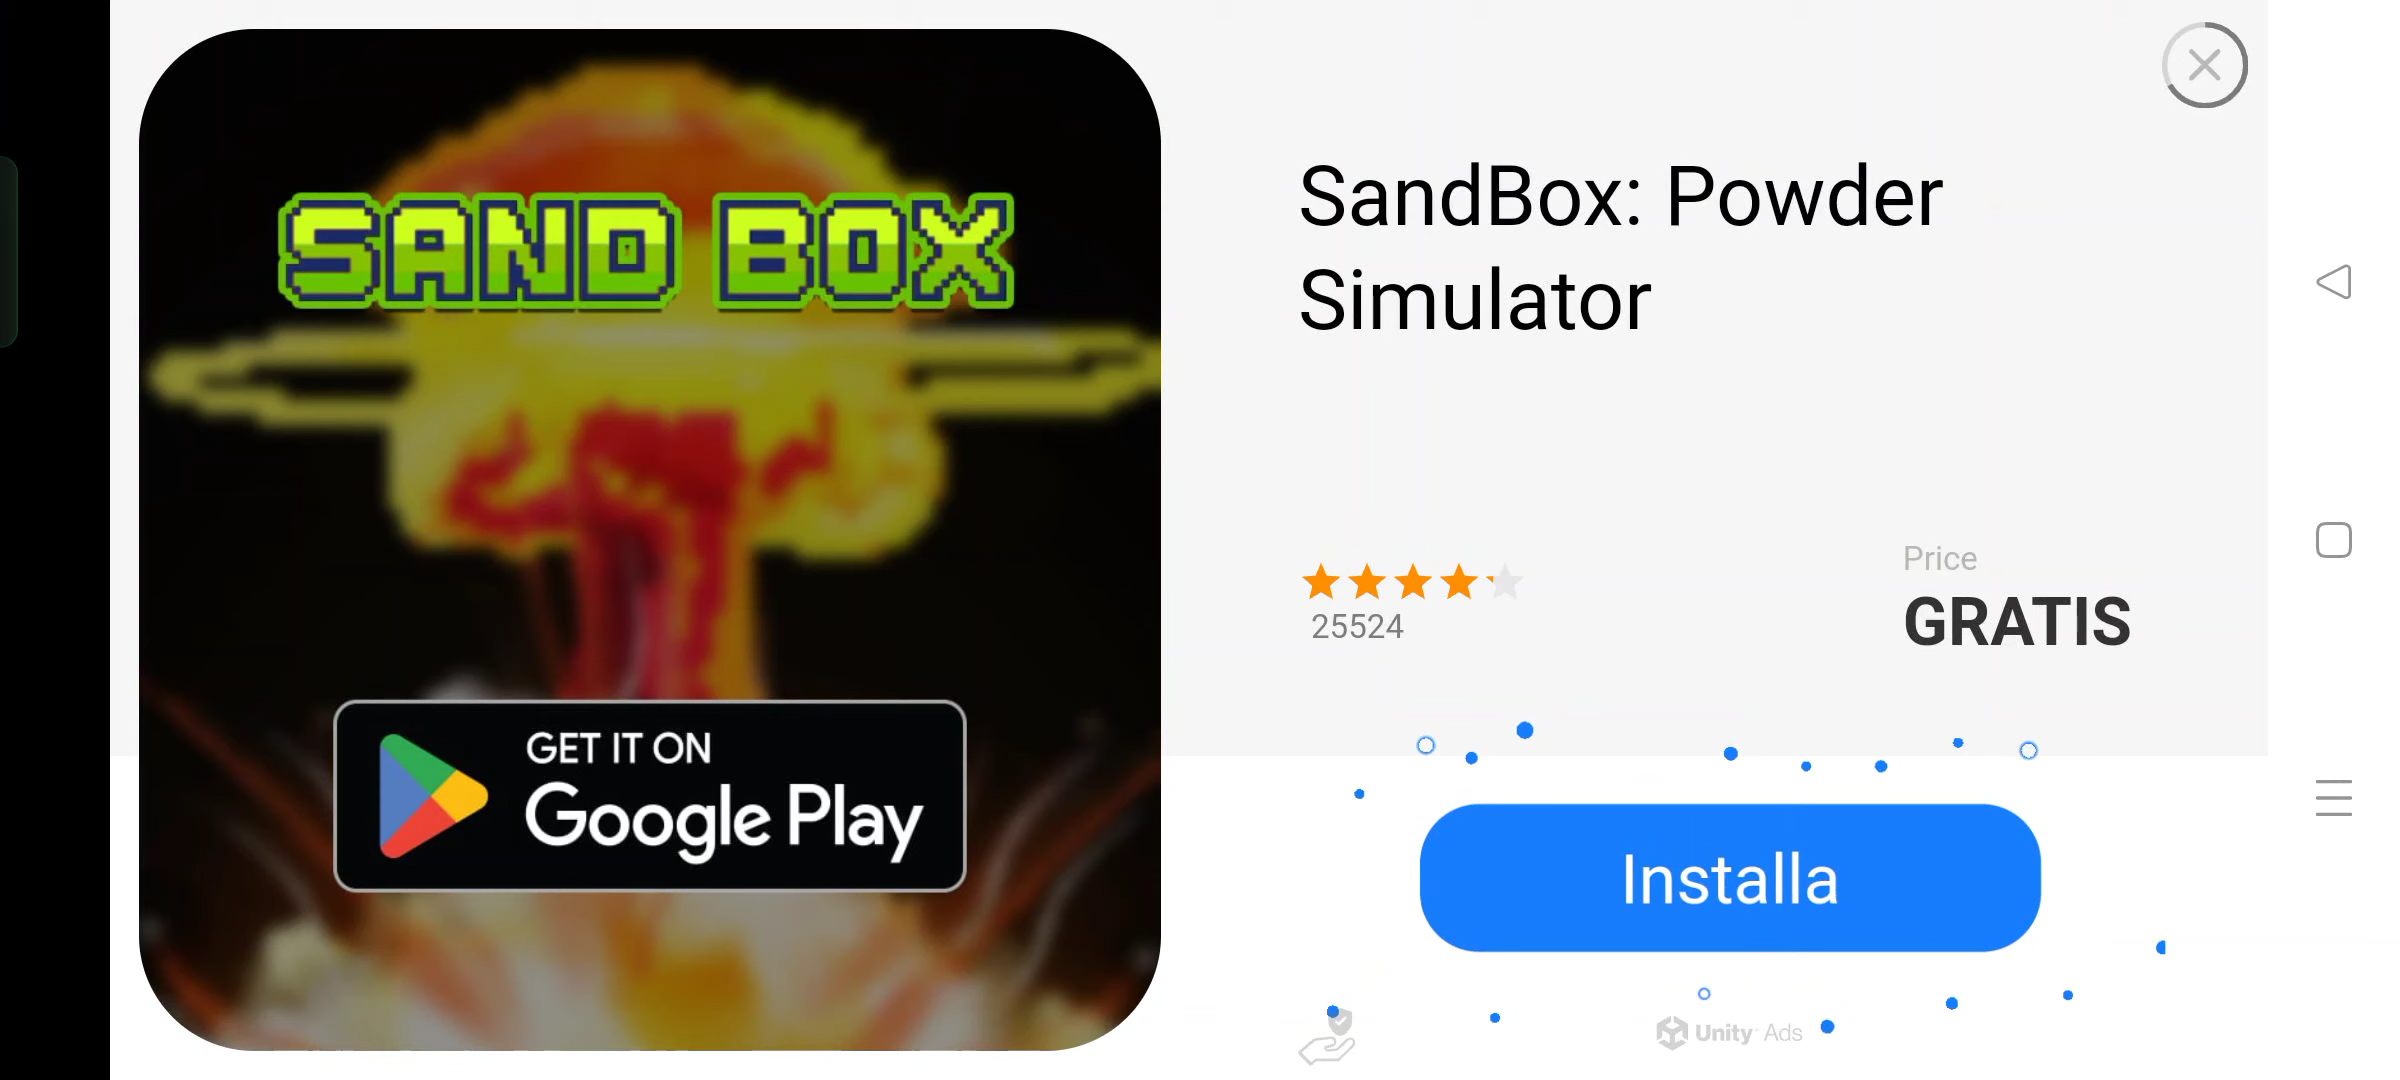 SAND BOX
GET IT ON
Google Play
SandBox: Powder
Simulator
25524
Price
GRATIS
Installa
Unity Ads